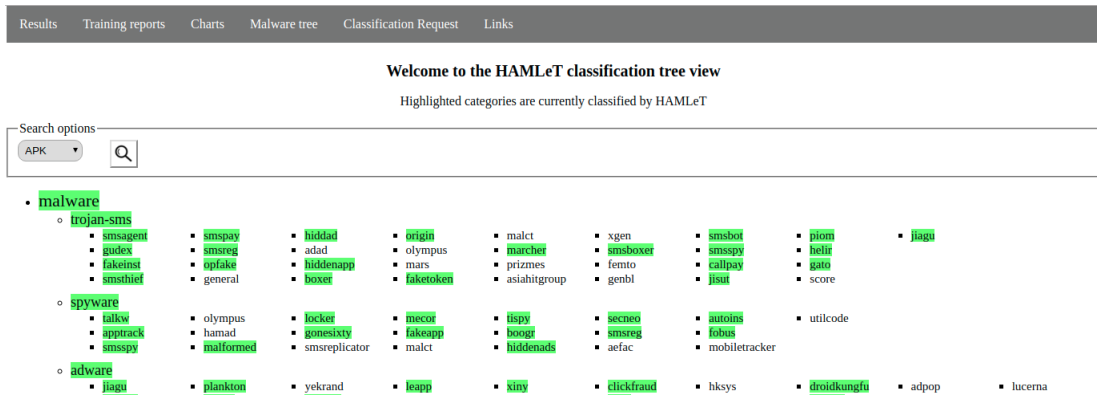 Results Training reports Charts Malware tree Classification Request Links
Welcome to the HAMLeT classification tree view
Highlighted categories are currently classified by HAMLeT
Search options
APK
malware
trojan-sms
smsagent smspay hiddad origin malct xgen smsbot piom jiagu
gudex smsreg adad olympus marcher smsboxer smsspy helir
fakeinst opfake hiddenapp mars prizmes femto callpay gato
smsthief general boxer faketoken asiahitgroup genbl jisut score
spyware
talkw olympus locker mecor tispy secneo autoins utilcode
apptrack hamad gonesixty fakeapp boogr smsreg fobus
smsspy malformed smsreplicator malct hiddenads aefac mobiletracker
adware
jiagu plankton yekrand leapp xiny clickfraud hksys droidkungfu adpop lucerna